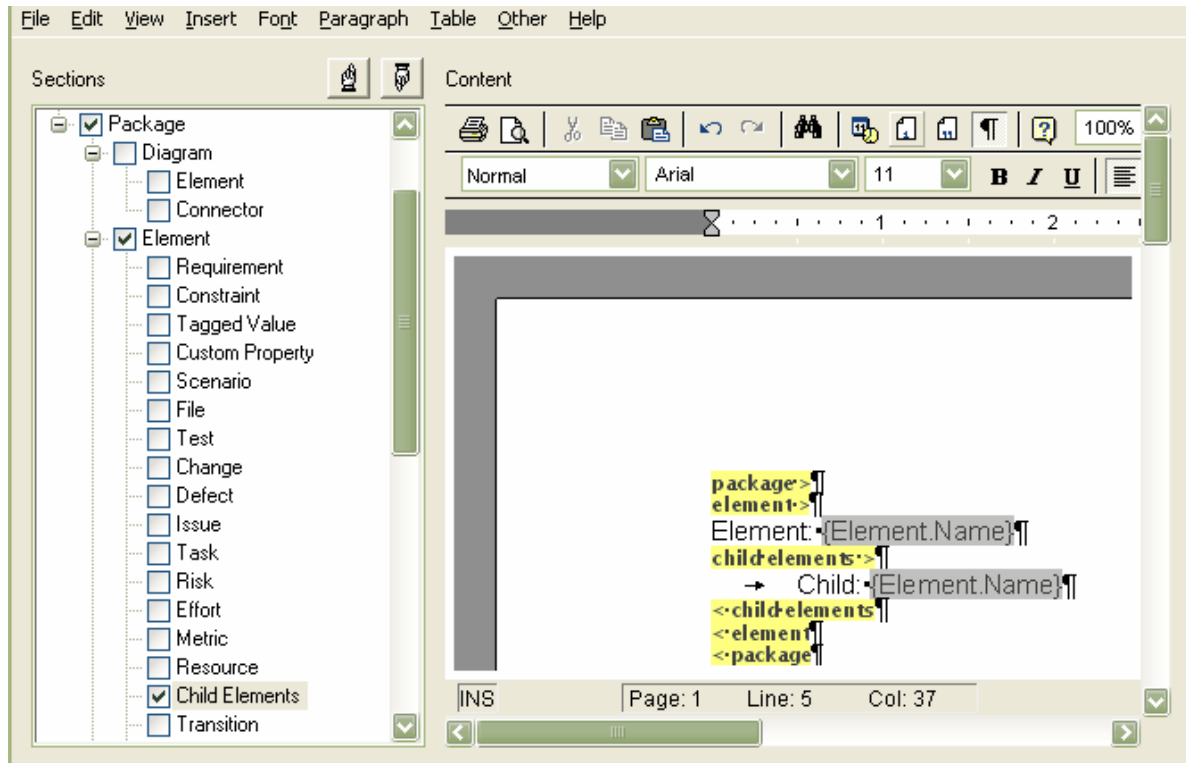 File Edit View Insert Font Paragraph Table Other Help
Sections
Package
Diagram
Element
Connector
Element
Requirement
Constraint
Tagged Value
Custom Property
Scenario
File
Test
Change
Defect
Issue
Task
Risk
Effort
Metric
Resource
Child Elements
Transition
Content
100%
Normal Arial 11 B I U
1 2
package·>¶
element·>¶
Element:·{Element.Name}¶
child·elements·>¶
→ Child:·{Element.Name}¶
<·child·elements¶
<·element¶
<·package¶
INS Page: 1 Line: 5 Col: 37